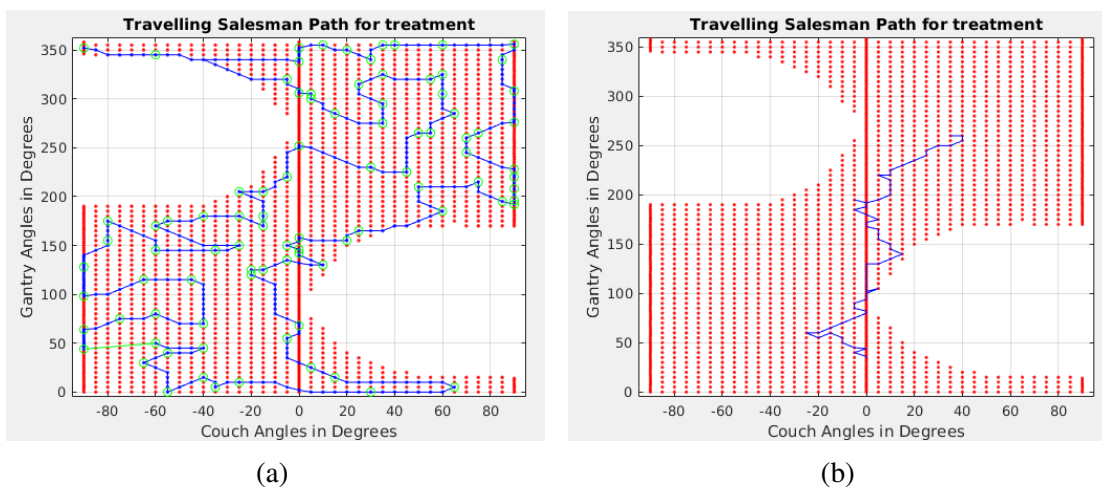 Travelling Salesman Path for treatment
350
300
250
200
150
100
50
0
-80 -60 -40 -20 0 20 40 60 80
Gantry Angles in Degrees
Couch Angles in Degrees
(a)
Travelling Salesman Path for treatment
350
300
250
200
150
100
50
0
-80 -60 -40 -20 0 20 40 60 80
Gantry Angles in Degrees
Couch Angles in Degrees
(b)